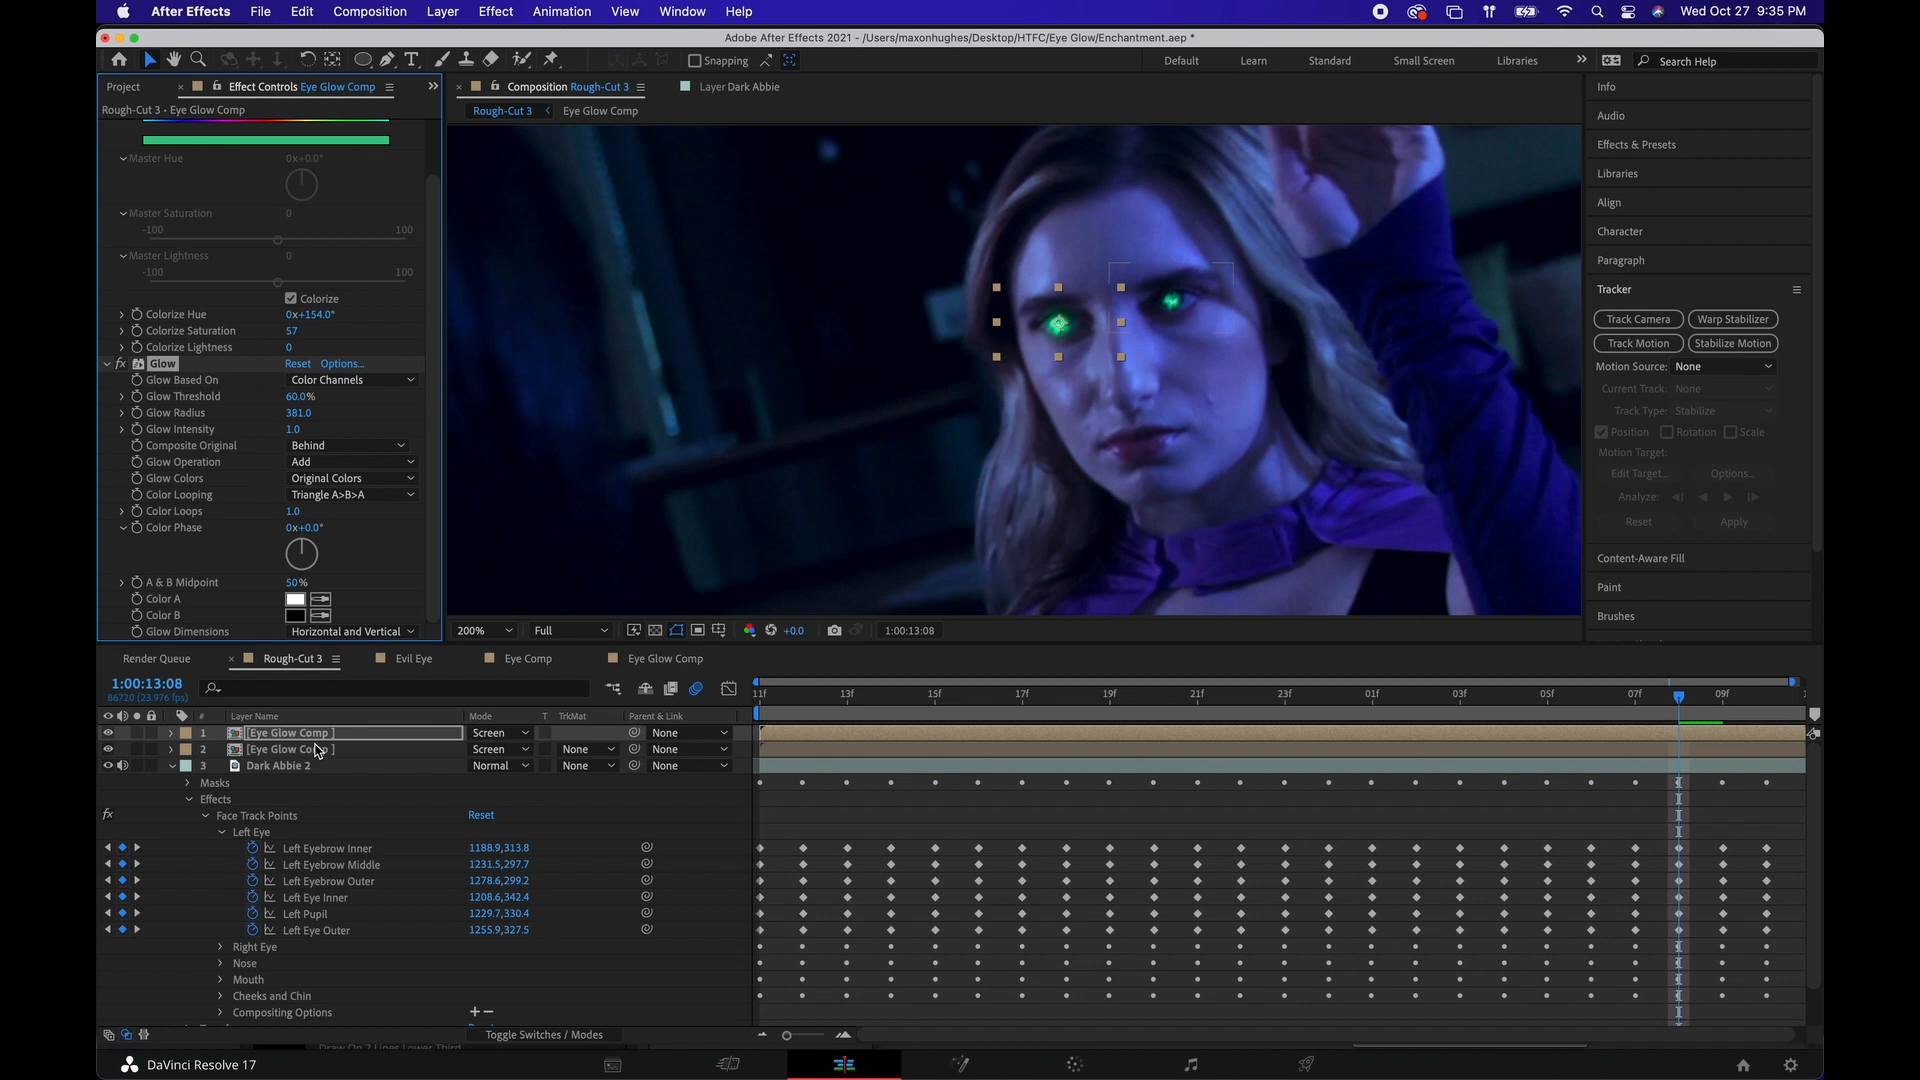 After Effects File Edit Composition Layer Effect Animation View Window Help Wed Oct 27 9:35 PM
Adobe After Effects 2021 - /Users/maxonhughes/Desktop/HTFC/Eye Glow/Enchantment.aep *
Snapping Default Learn Standard Small Screen Libraries Search Help
Project Effect Controls Eye Glow Comp
Rough-Cut 3 • Eye Glow Comp
Master Hue 0x+0.0°
Master Saturation 0
-100 100
Master Lightness 0
-100 100
Colorize
Colorize Hue 0x+154.0°
Colorize Saturation 57
Colorize Lightness 0
fx Glow Reset Options...
Glow Based On Color Channels
Glow Threshold 60.0%
Glow Radius 381.0
Glow Intensity 1.0
Composite Original Behind
Glow Operation Add
Glow Colors Original Colors
Color Looping Triangle A>B>A
Color Loops 1.0
Color Phase 0x+0.0°
A & B Midpoint 50%
Color A
Color B
Glow Dimensions Horizontal and Vertical
Composition Rough-Cut 3 Layer Dark Abbie
Rough-Cut 3 Eye Glow Comp
200% Full +0.0 1:00:13:08
Info
Audio
Effects & Presets
Libraries
Align
Character
Paragraph
Tracker
Track Camera Warp Stabilizer
Track Motion Stabilize Motion
Motion Source: None
Current Track: None
Track Type: Stabilize
Position Rotation Scale
Motion Target:
Edit Target... Options...
Analyze:
Reset Apply
Content-Aware Fill
Paint
Brushes
Render Queue Rough-Cut 3 Evil Eye Eye Comp Eye Glow Comp
1:00:13:08
86720 (23.976 fps)
11f 13f 15f 17f 19f 21f 23f 01f 03f 05f 07f 09f 1
# Layer Name Mode T TrkMat Parent & Link
1 [Eye Glow Comp ] Screen None
2 [Eye Glow Comp ] Screen None None
3 Dark Abbie 2 Normal None None
Masks
Effects
fx Face Track Points Reset
Left Eye
Left Eyebrow Inner 1188.9,313.8
Left Eyebrow Middle 1231.5,297.7
Left Eyebrow Outer 1278.6,299.2
Left Eye Inner 1208.6,342.4
Left Pupil 1229.7,330.4
Left Eye Outer 1255.9,327.5
Right Eye
Nose
Mouth
Cheeks and Chin
Compositing Options +−
Toggle Switches / Modes
Draw On 2 Lines Lower Third
DaVinci Resolve 17